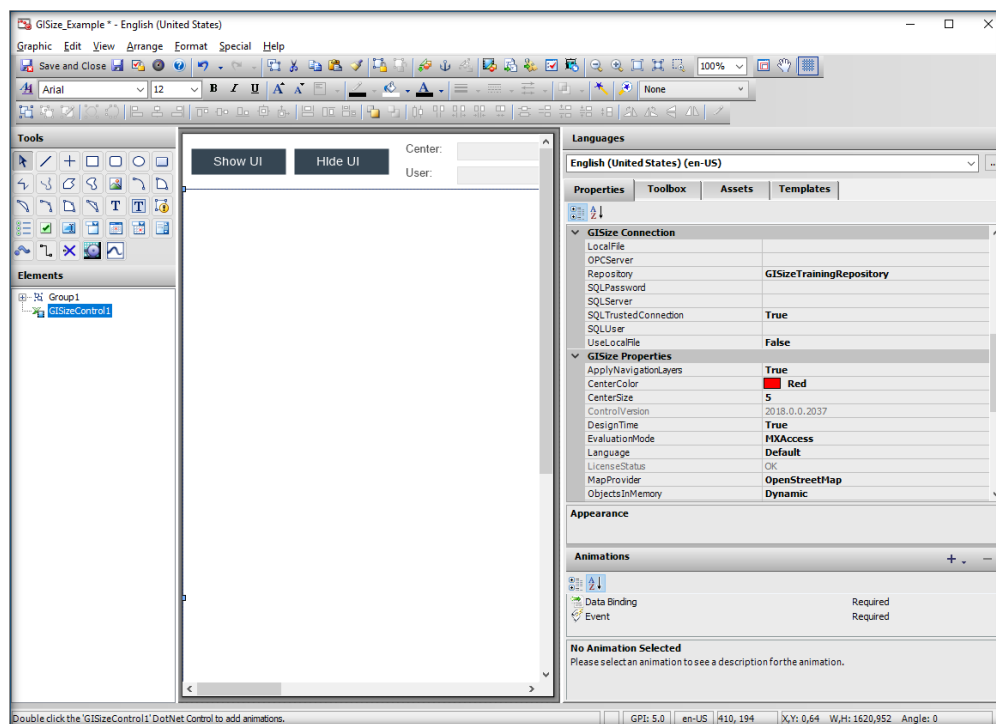 GISize_Example * - English (United States)
Graphic Edit View Arrange Format Special Help
Save and Close 100%
Arial 12 B I U A A A None
Tools
T T
Elements
Group1
GISizeControl1
Show UI HIde UI Center:
User:
Languages
English (United States) (en-US) ...
Properties Toolbox Assets Templates
GISize Connection
LocalFile
OPCServer
Repository GISizeTrainingRepository
SQLPassword
SQLServer
SQLTrustedConnection True
SQLUser
UseLocalFile False
GISize Properties
ApplyNavigationLayers True
CenterColor Red
CenterSize 5
ControlVersion 2018.0.0.2037
DesignTime True
EvaluationMode MXAccess
Language Default
LicenseStatus OK
MapProvider OpenStreetMap
ObjectsInMemory Dynamic
Appearance
Animations
Data Binding Required
Event Required
No Animation Selected
Please select an animation to see a description for the animation.
Double click the 'GISizeControl1' DotNet Control to add animations. GPI: 5.0 en-US 410, 194 X,Y: 0,64 W,H: 1620,952 Angle: 0